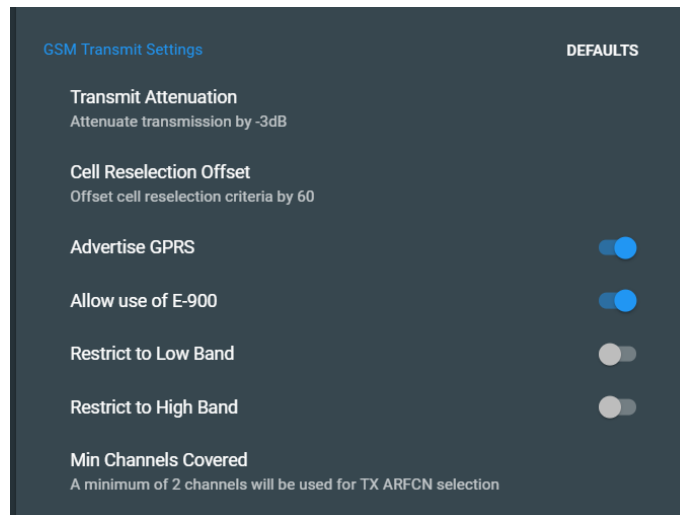 GSM Transmit Settings
DEFAULTS
Transmit Attenuation
Attenuate transmission by -3dB
Cell Reselection Offset
Offset cell reselection criteria by 60
Advertise GPRS
Allow use of E-900
Restrict to Low Band
Restrict to High Band
Min Channels Covered
A minimum of 2 channels will be used for TX ARFCN selection